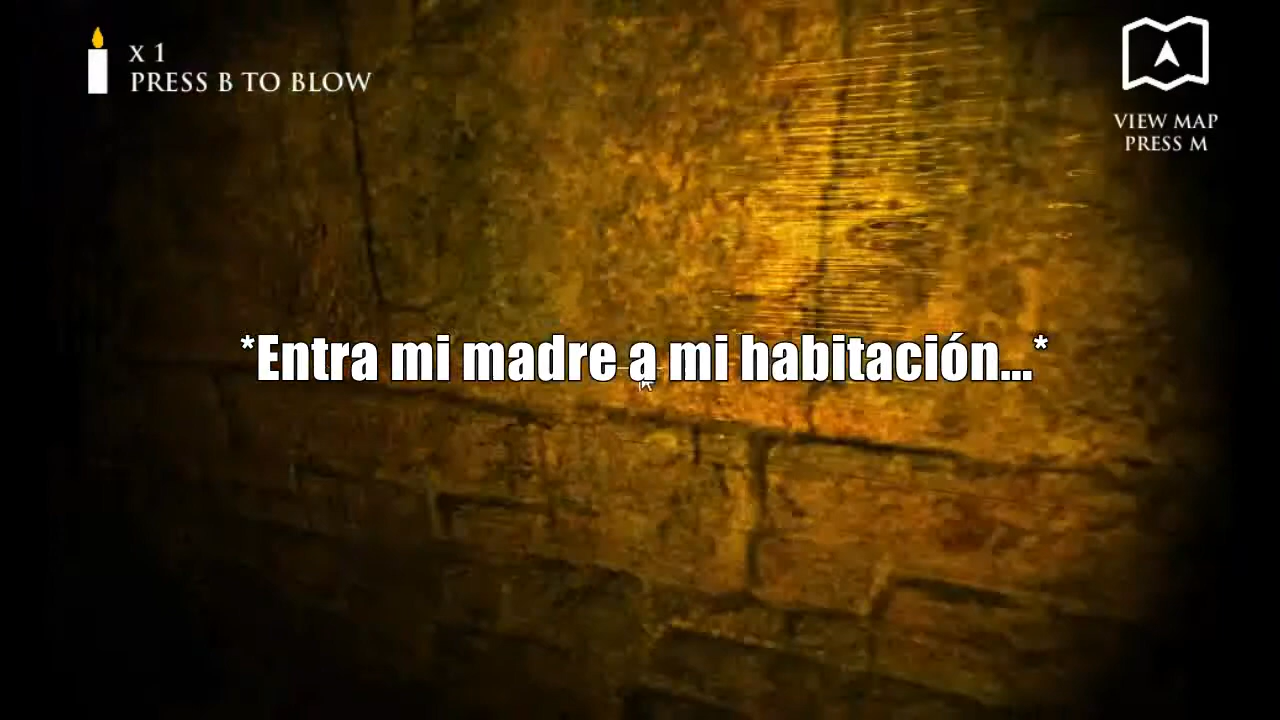 x 1
PRESS B TO BLOW
VIEW MAP
PRESS M
*Entra mi madre a mi habitación...*